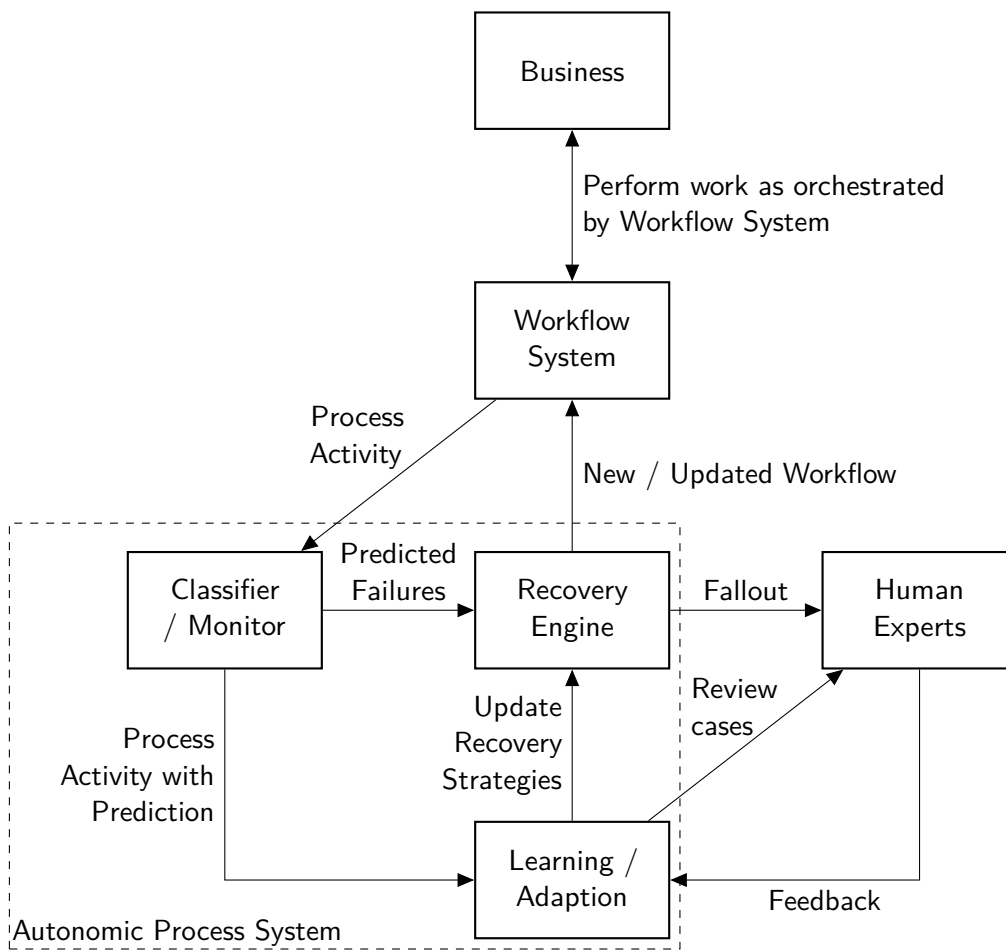 Business
Perform work as orchestrated
by Workflow System
Workflow
System
Process
Activity
New / Updated Workflow
Classifier
/ Monitor
Predicted
Failures
Recovery
Engine
Fallout
Human
Experts
Process
Activity with
Prediction
Update
Recovery
Strategies
Review
cases
Learning /
Adaption
Feedback
Autonomic Process System